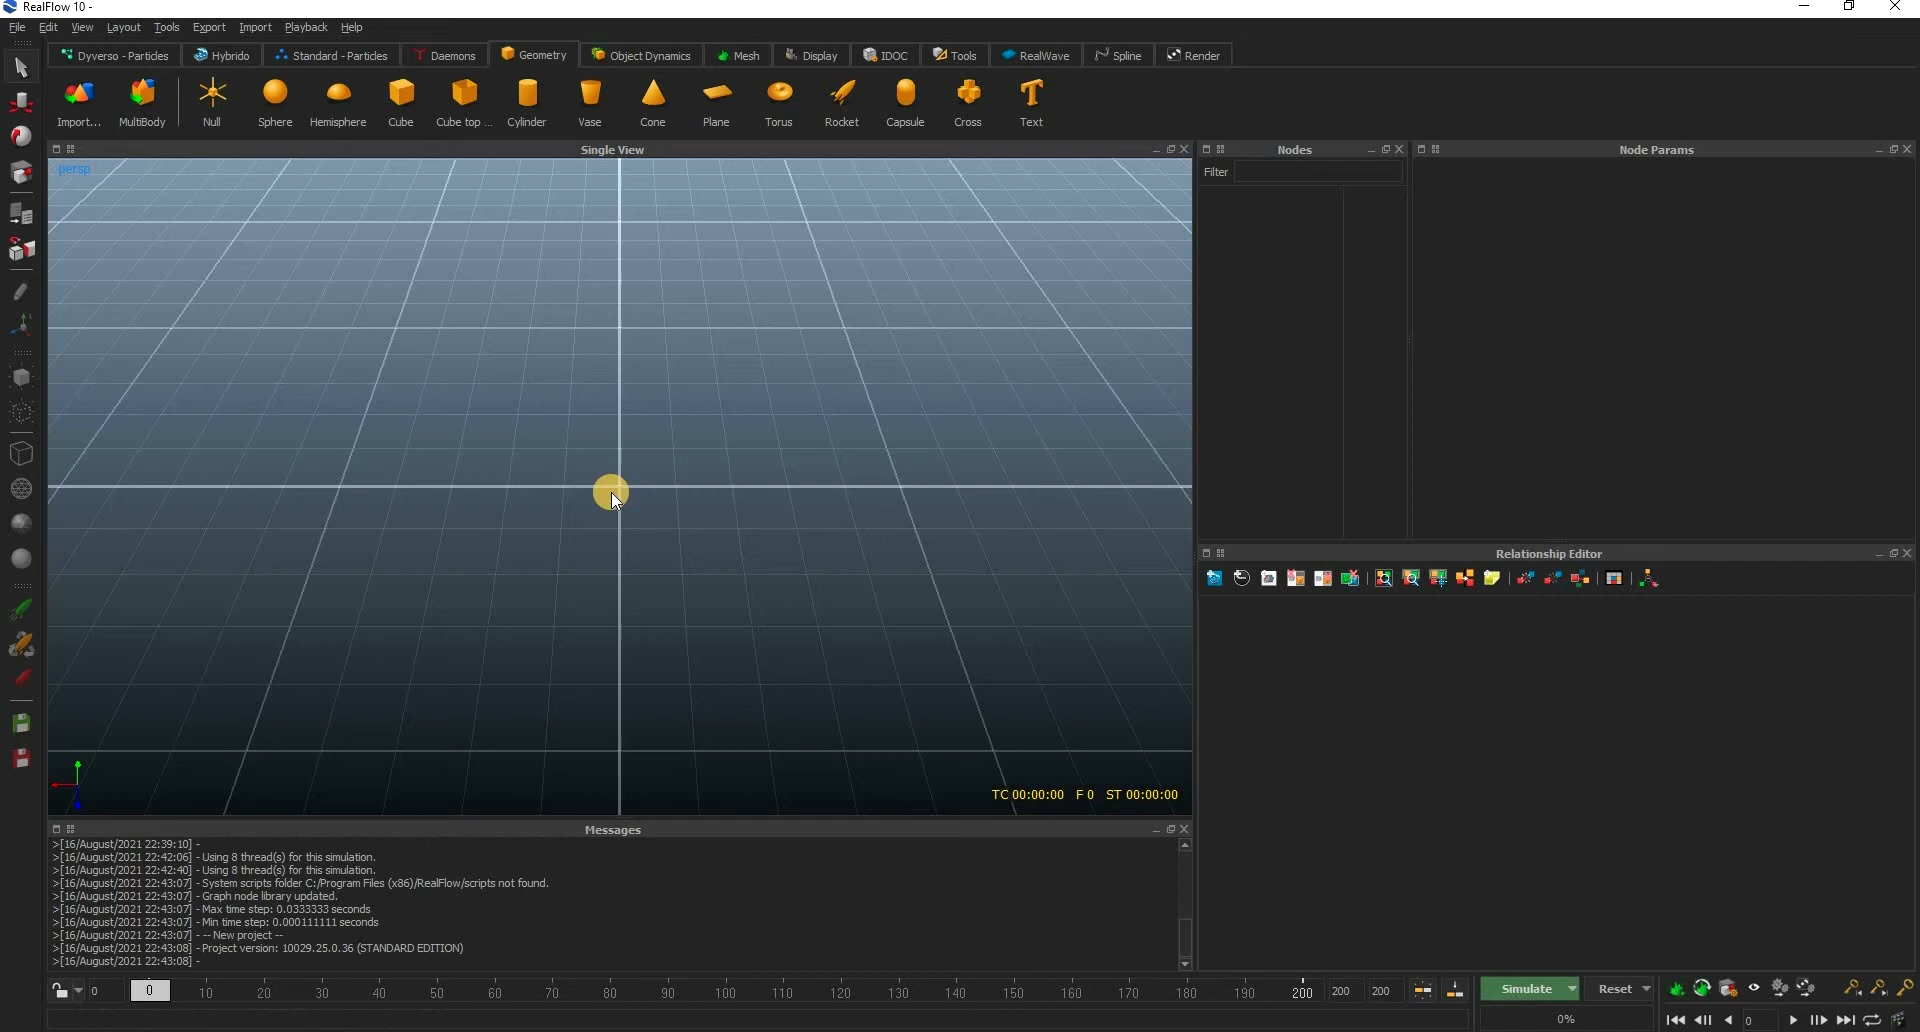 RealFlow 10 -
File Edit View Layout Tools Export Import Playback Help
Dyverso - Particles Hybrido Standard - Particles Daemons Geometry Object Dynamics Mesh Display IDOC Tools RealWave Spline Render
Import... MultiBody Null Sphere Hemisphere Cube Cube top ... Cylinder Vase Cone Plane Torus Rocket Capsule Cross Text
Single View
Nodes
Node Params
persp
Filter
Relationship Editor
TC 00:00:00 F 0 ST 00:00:00
Messages
>[16/August/2021 22:39:10] -
>[16/August/2021 22:42:06] - Using 8 thread(s) for this simulation.
>[16/August/2021 22:42:40] - Using 8 thread(s) for this simulation.
>[16/August/2021 22:43:07] - System scripts folder C:/Program Files (x86)/RealFlow/scripts not found.
>[16/August/2021 22:43:07] - Graph node library updated.
>[16/August/2021 22:43:07] - Max time step: 0.0333333 seconds
>[16/August/2021 22:43:07] - Min time step: 0.000111111 seconds
>[16/August/2021 22:43:07] - -- New project --
>[16/August/2021 22:43:08] - Project version: 10029.25.0.36 (STANDARD EDITION)
>[16/August/2021 22:43:08] -
0 0 10 20 30 40 50 60 70 80 90 100 110 120 130 140 150 160 170 180 190 200 200 200 Simulate Reset
0% 0